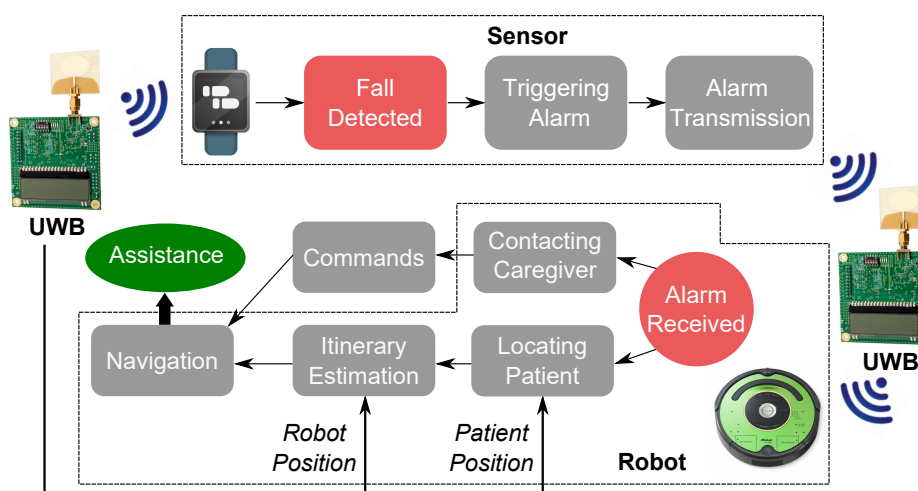 Sensor
Fall
Detected
Triggering
Alarm
Alarm
Transmission
UWB
Assistance
Commands
Contacting
Caregiver
Alarm
Received
Navigation
Itinerary
Estimation
Locating
Patient
UWB
Robot
Position
Patient
Position
Robot